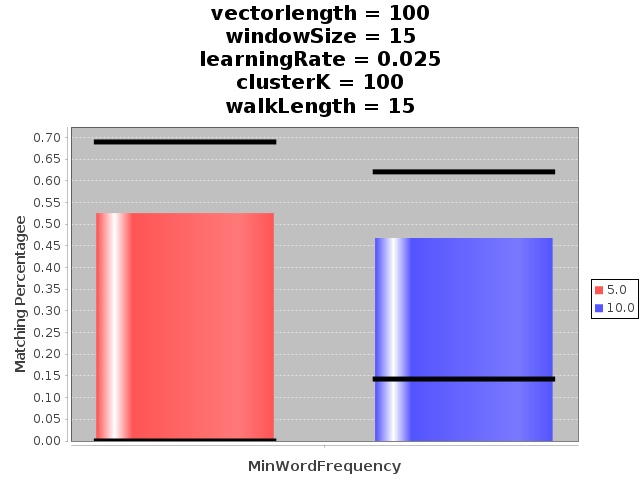 vectorlength = 100
windowSize = 15
learningRate = 0.025
clusterK = 100
walkLength = 15
0.70
0.65
0.60
0.55
0.50
0.45
0.40
0.35
0.30
0.25
0.20
0.15
0.10
0.05
0.00
Matching Percentagee
5.0
10.0
MinWordFrequency